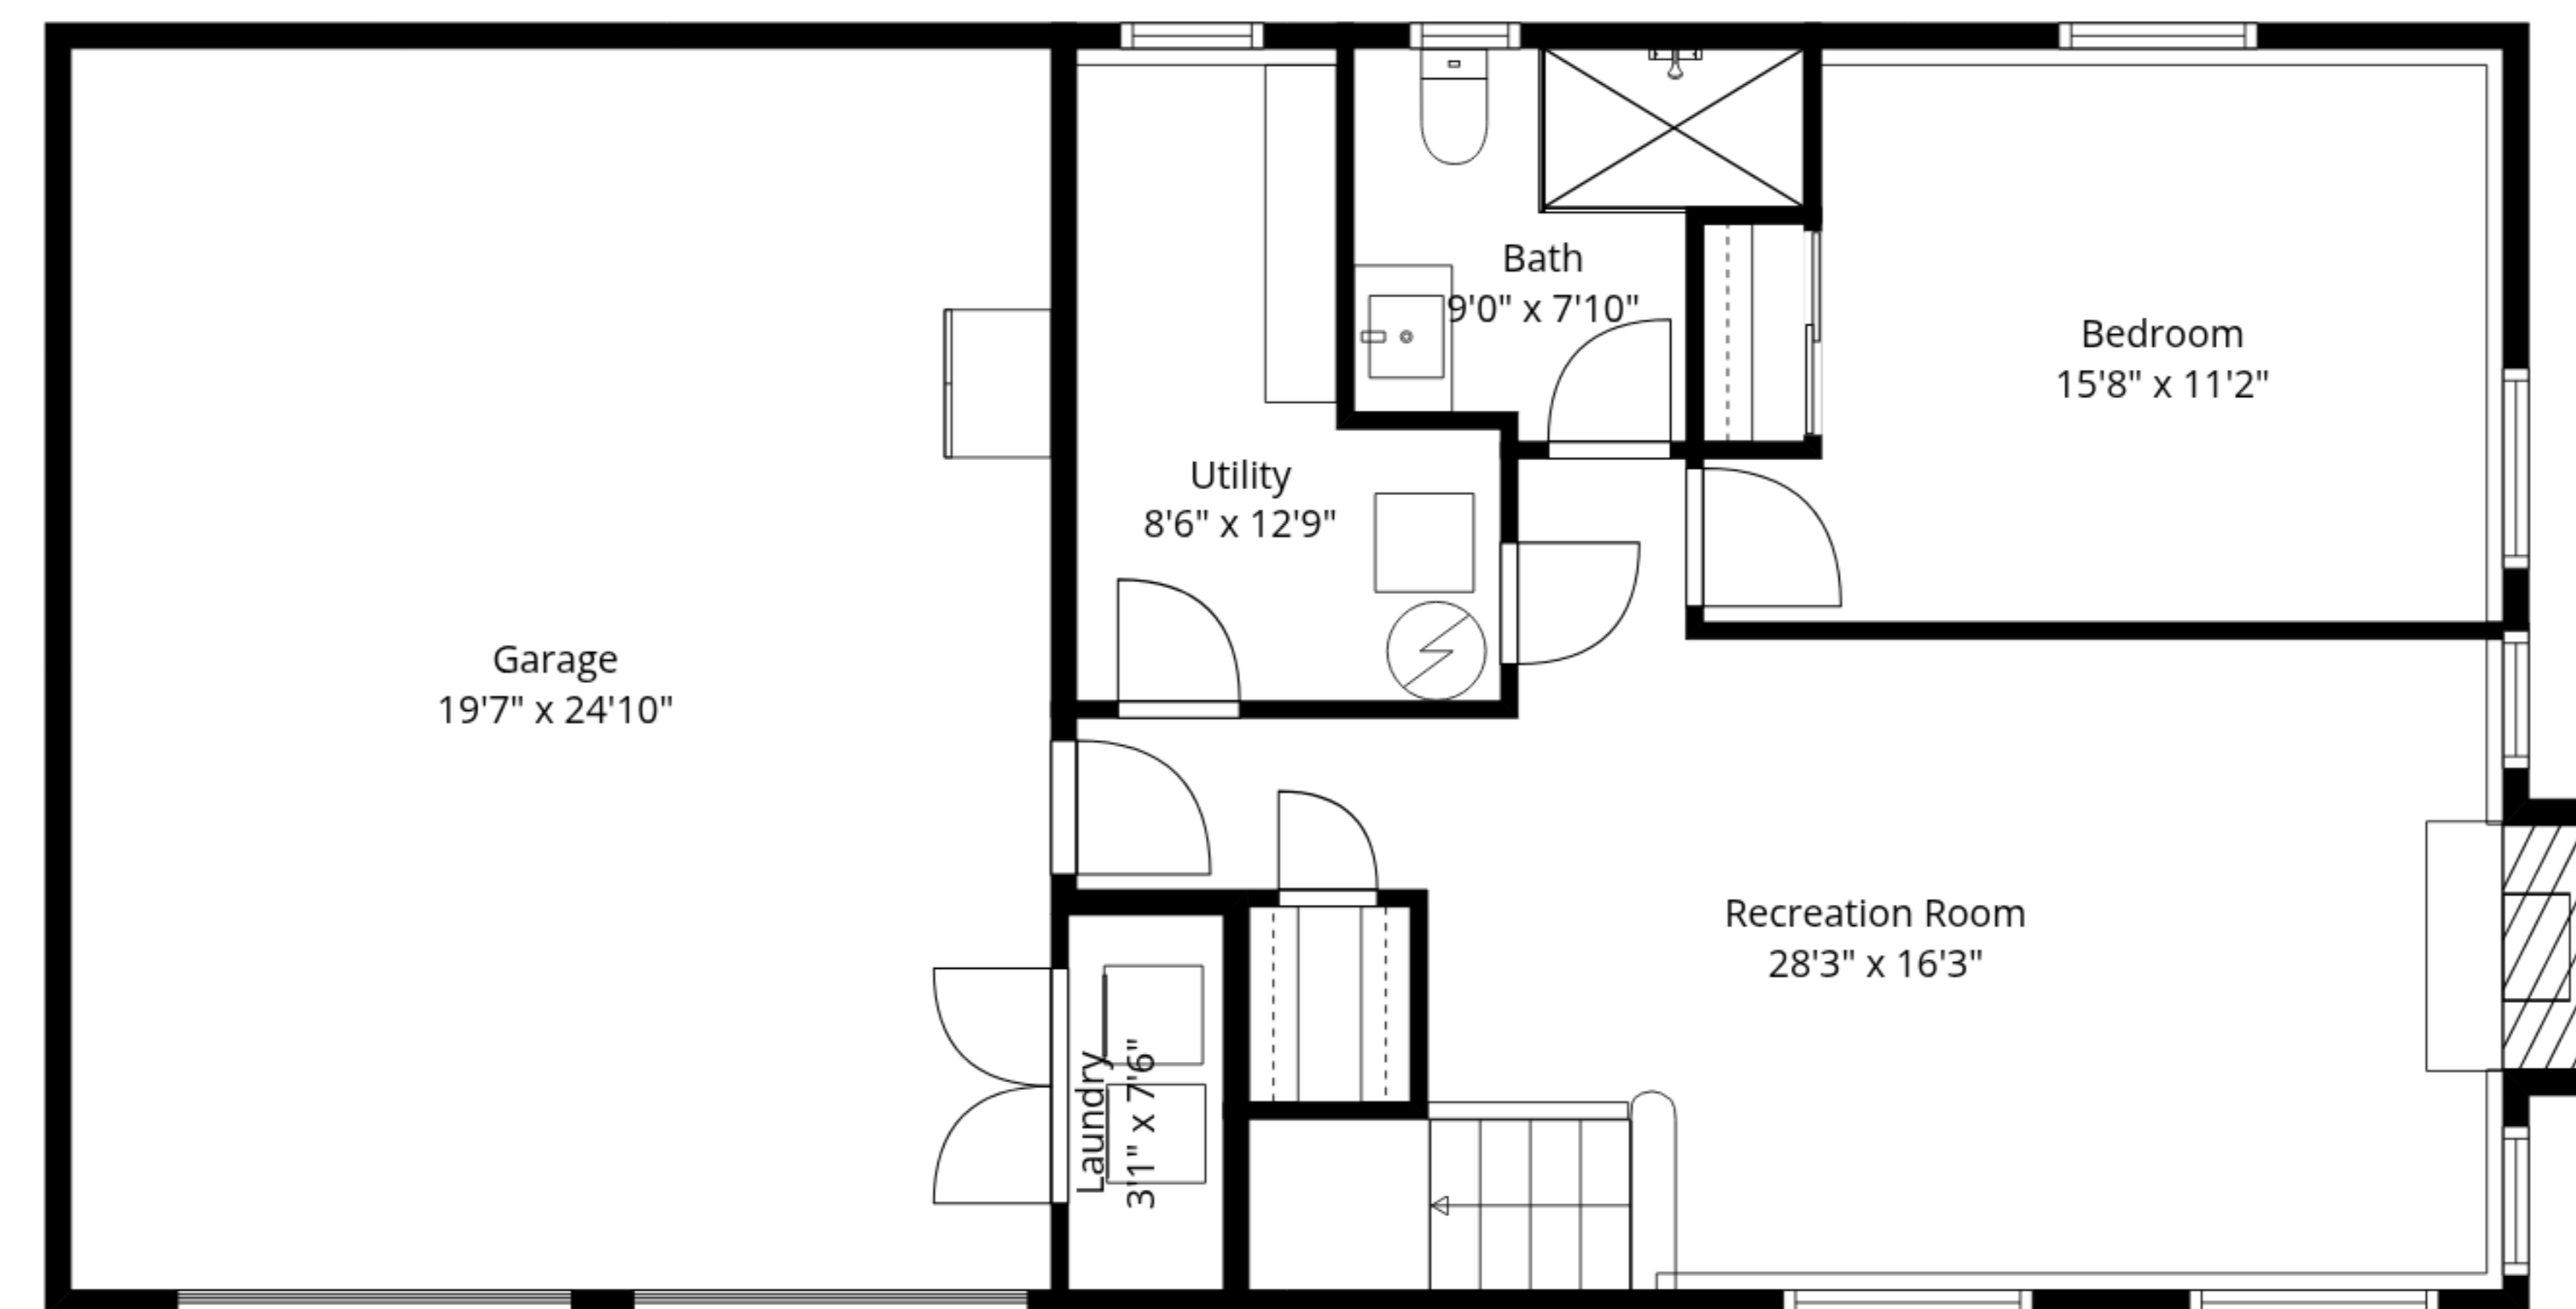 Bath
9'0" x 7'10"
Bedroom
15'8" x 11'2"
Utility
8'6" x 12'9"
Garage
19'7" x 24'10"
Recreation Room
28'3" x 16'3"
Laundry
3'1" x 7'6"